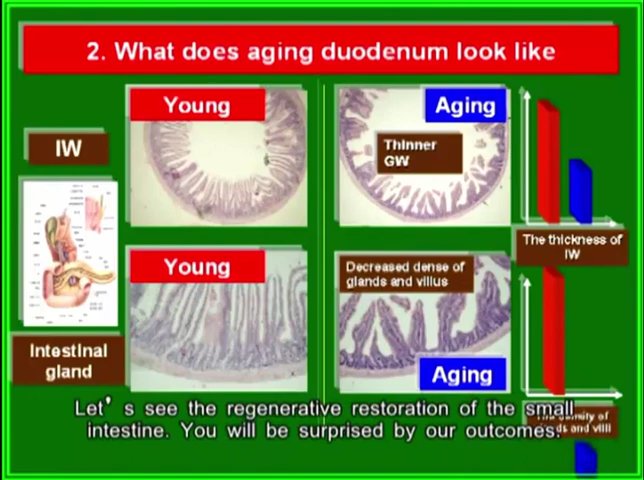 2. What does aging duodenum look like
Young
Aging
IW
Thinner
GW
The thickness of
IW
Young
Decreased dense of
glands and villus
Intestinal
gland
Aging
Let's see the regenerative restoration of the small
intestine. You will be surprised by our outcomes.
and villi